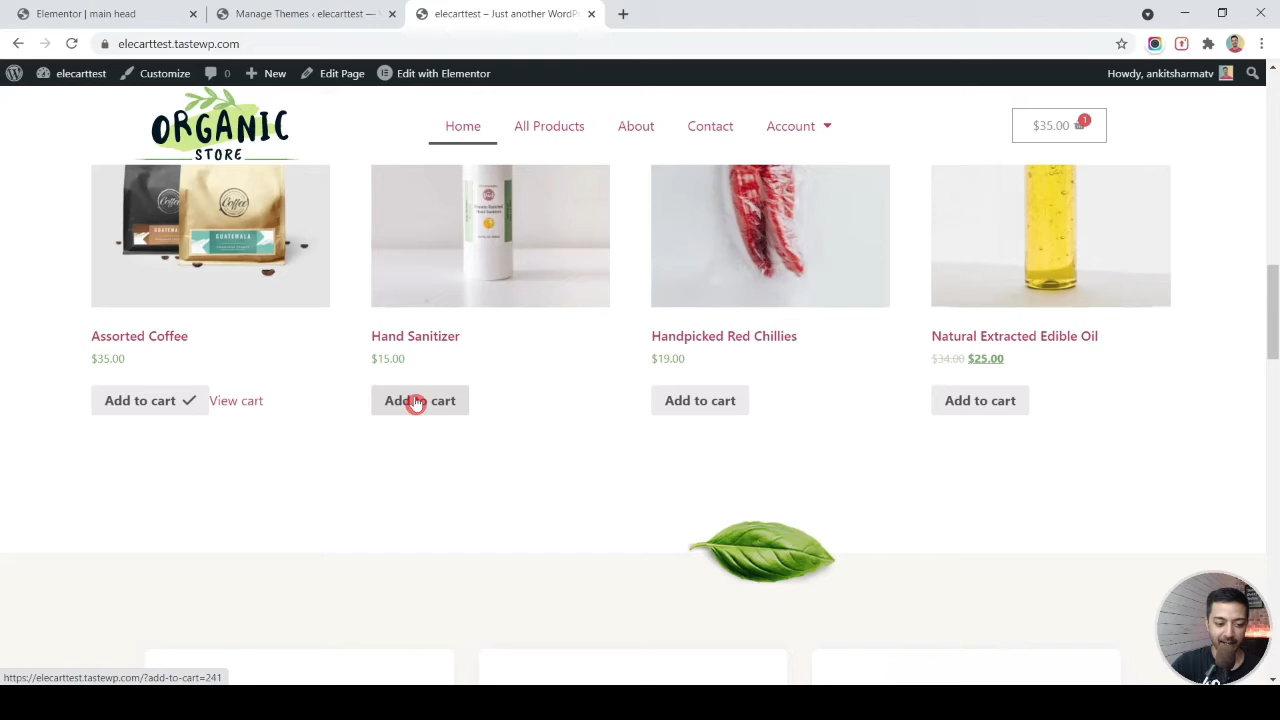 Elementor | main head
Manage Themes ‹ elecarttest —
elecarttest – Just another WordP
elecarttest.tastewp.com
elecarttest
Customize
0
New
Edit Page
Edit with Elementor
Howdy, ankitsharmatv
ORGANIC
STORE
Home
All Products
About
Contact
Account
$35.00
1
Coffee
Coffee
GUATEMALA
Assorted Coffee
Hand Sanitizer
Handpicked Red Chillies
Natural Extracted Edible Oil
$35.00
$15.00
$19.00
$34.00 $25.00
Add to cart
View cart
Add to cart
Add to cart
Add to cart
https://elecarttest.tastewp.com/?add-to-cart=241